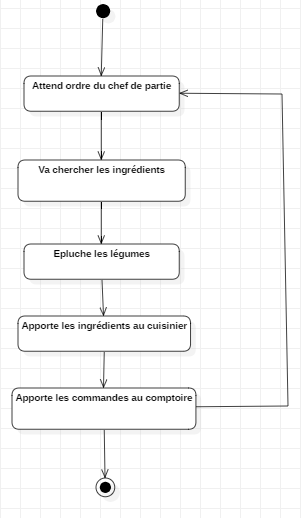 Attend ordre du chef de partie
Va chercher les ingrédients
Epluche les légumes
Apporte les ingrédients au cuisinier
Apporte les commandes au comptoire